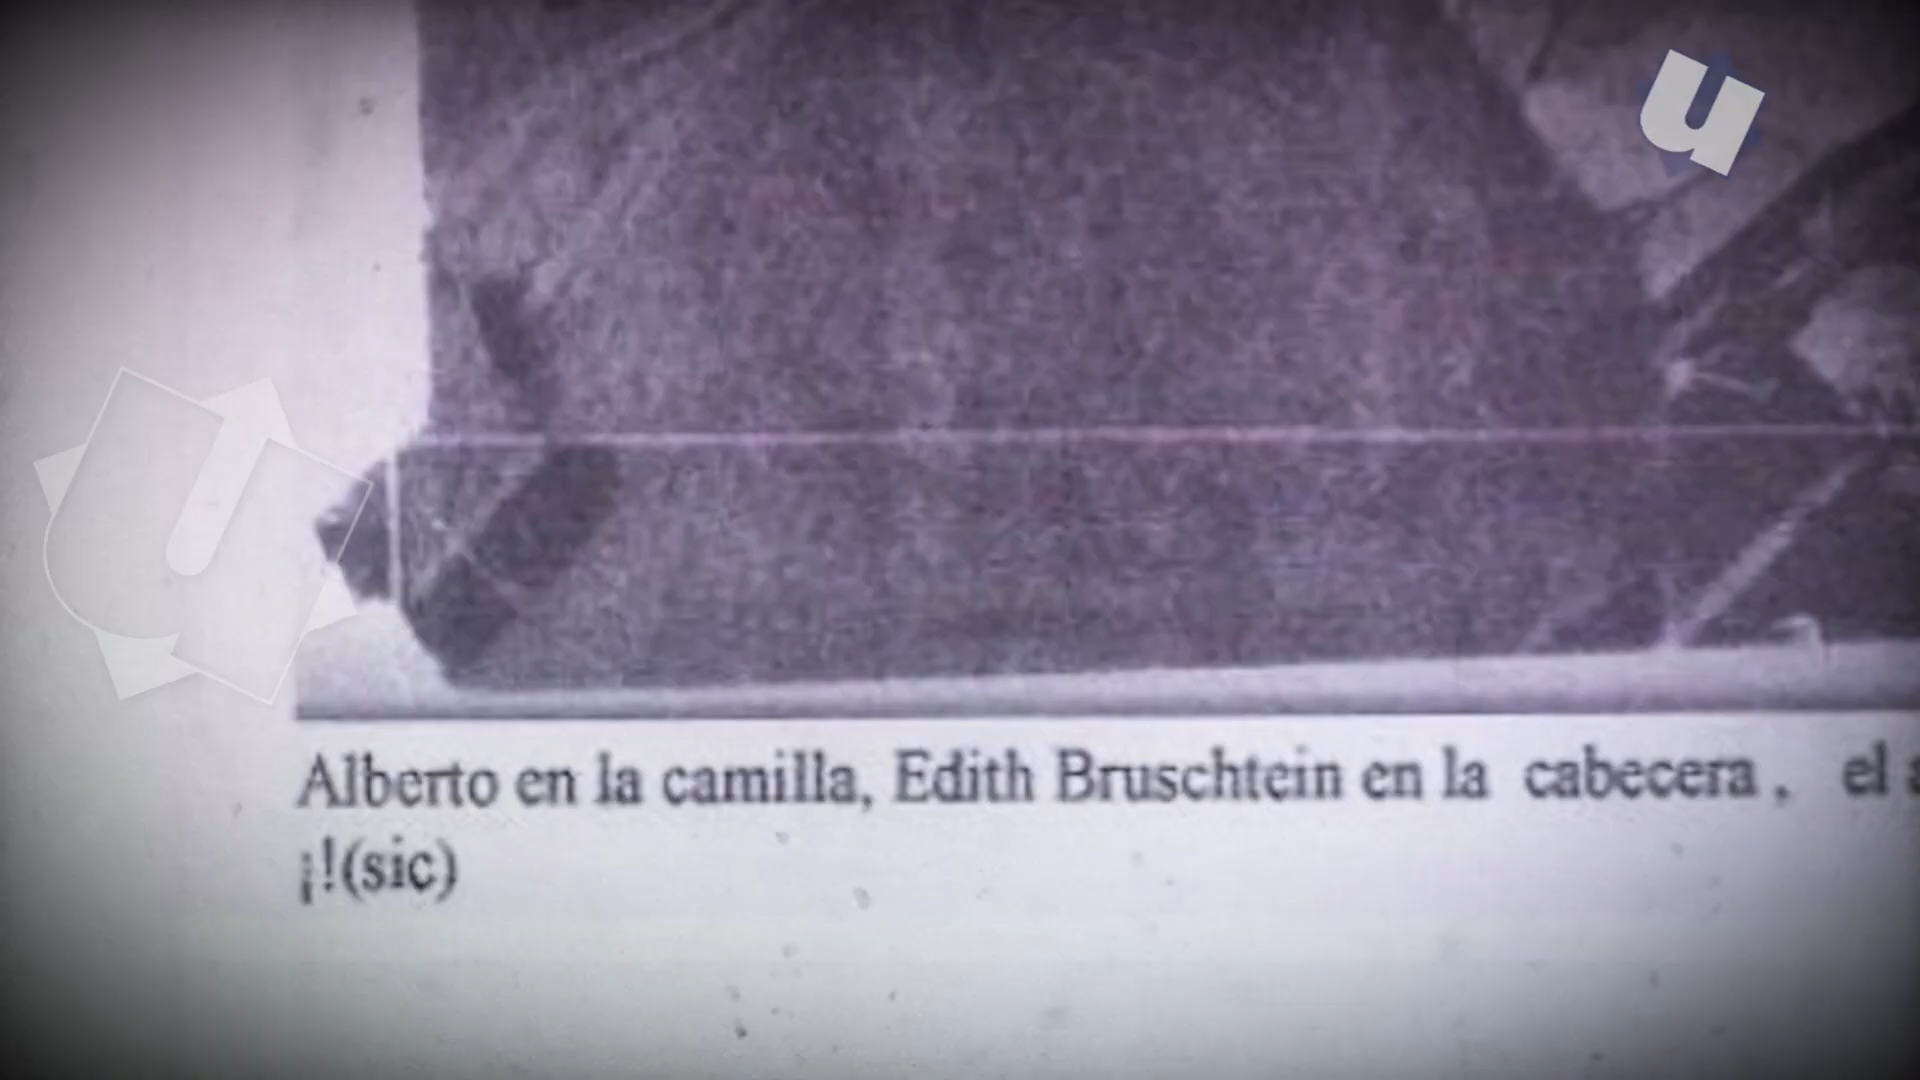 u
Alberto en la camilla, Edith Bruschtein en la cabecera, el
¡!(sic)